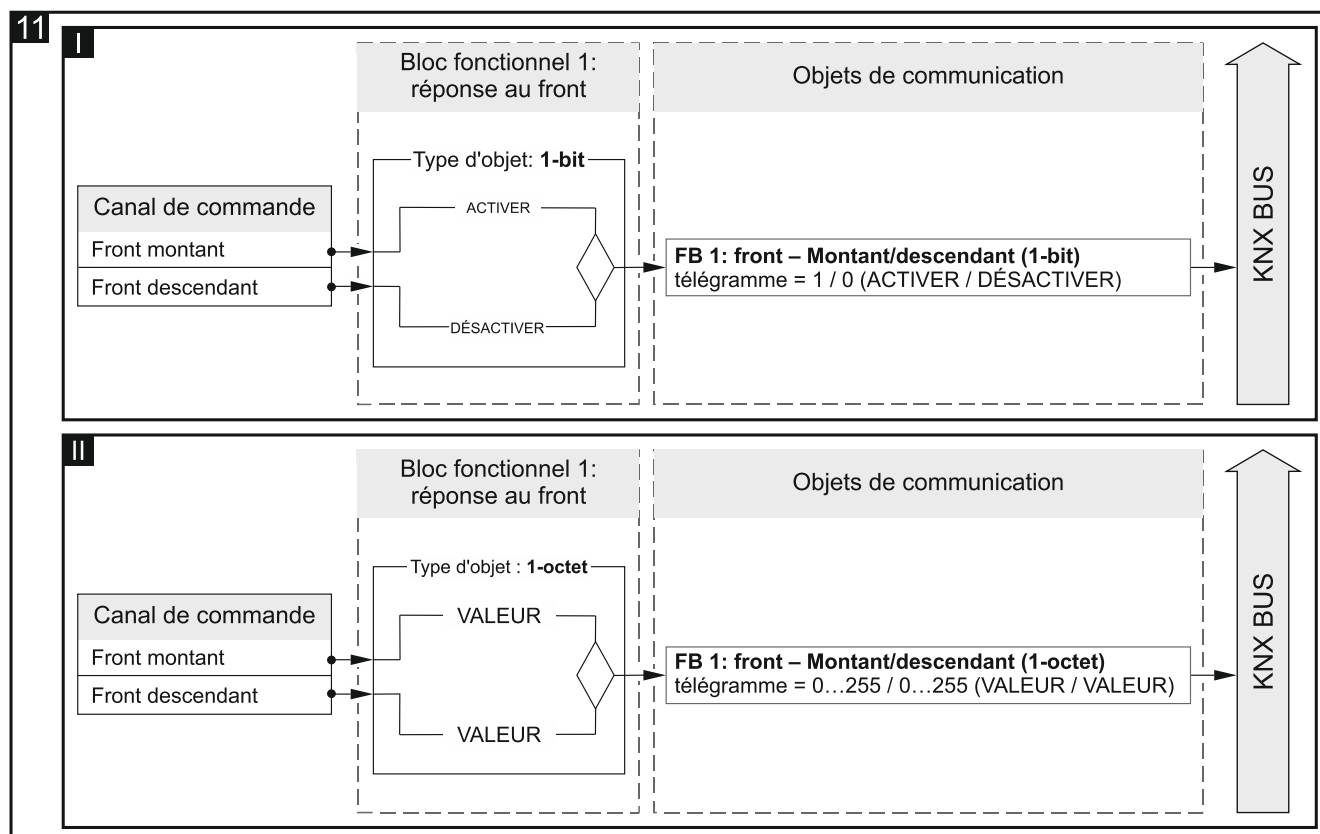 11
I
Bloc fonctionnel 1:
réponse au front
Objets de communication
Type d'objet: 1-bit
Canal de commande
Front montant
Front descendant
ACTIVER
DÉSACTIVER
FB 1: front – Montant/descendant (1-bit)
télégramme = 1 / 0 (ACTIVER / DÉSACTIVER)
KNX BUS
II
Bloc fonctionnel 1:
réponse au front
Objets de communication
Type d'objet : 1-octet
Canal de commande
Front montant
Front descendant
VALEUR
VALEUR
FB 1: front – Montant/descendant (1-octet)
télégramme = 0…255 / 0…255 (VALEUR / VALEUR)
KNX BUS